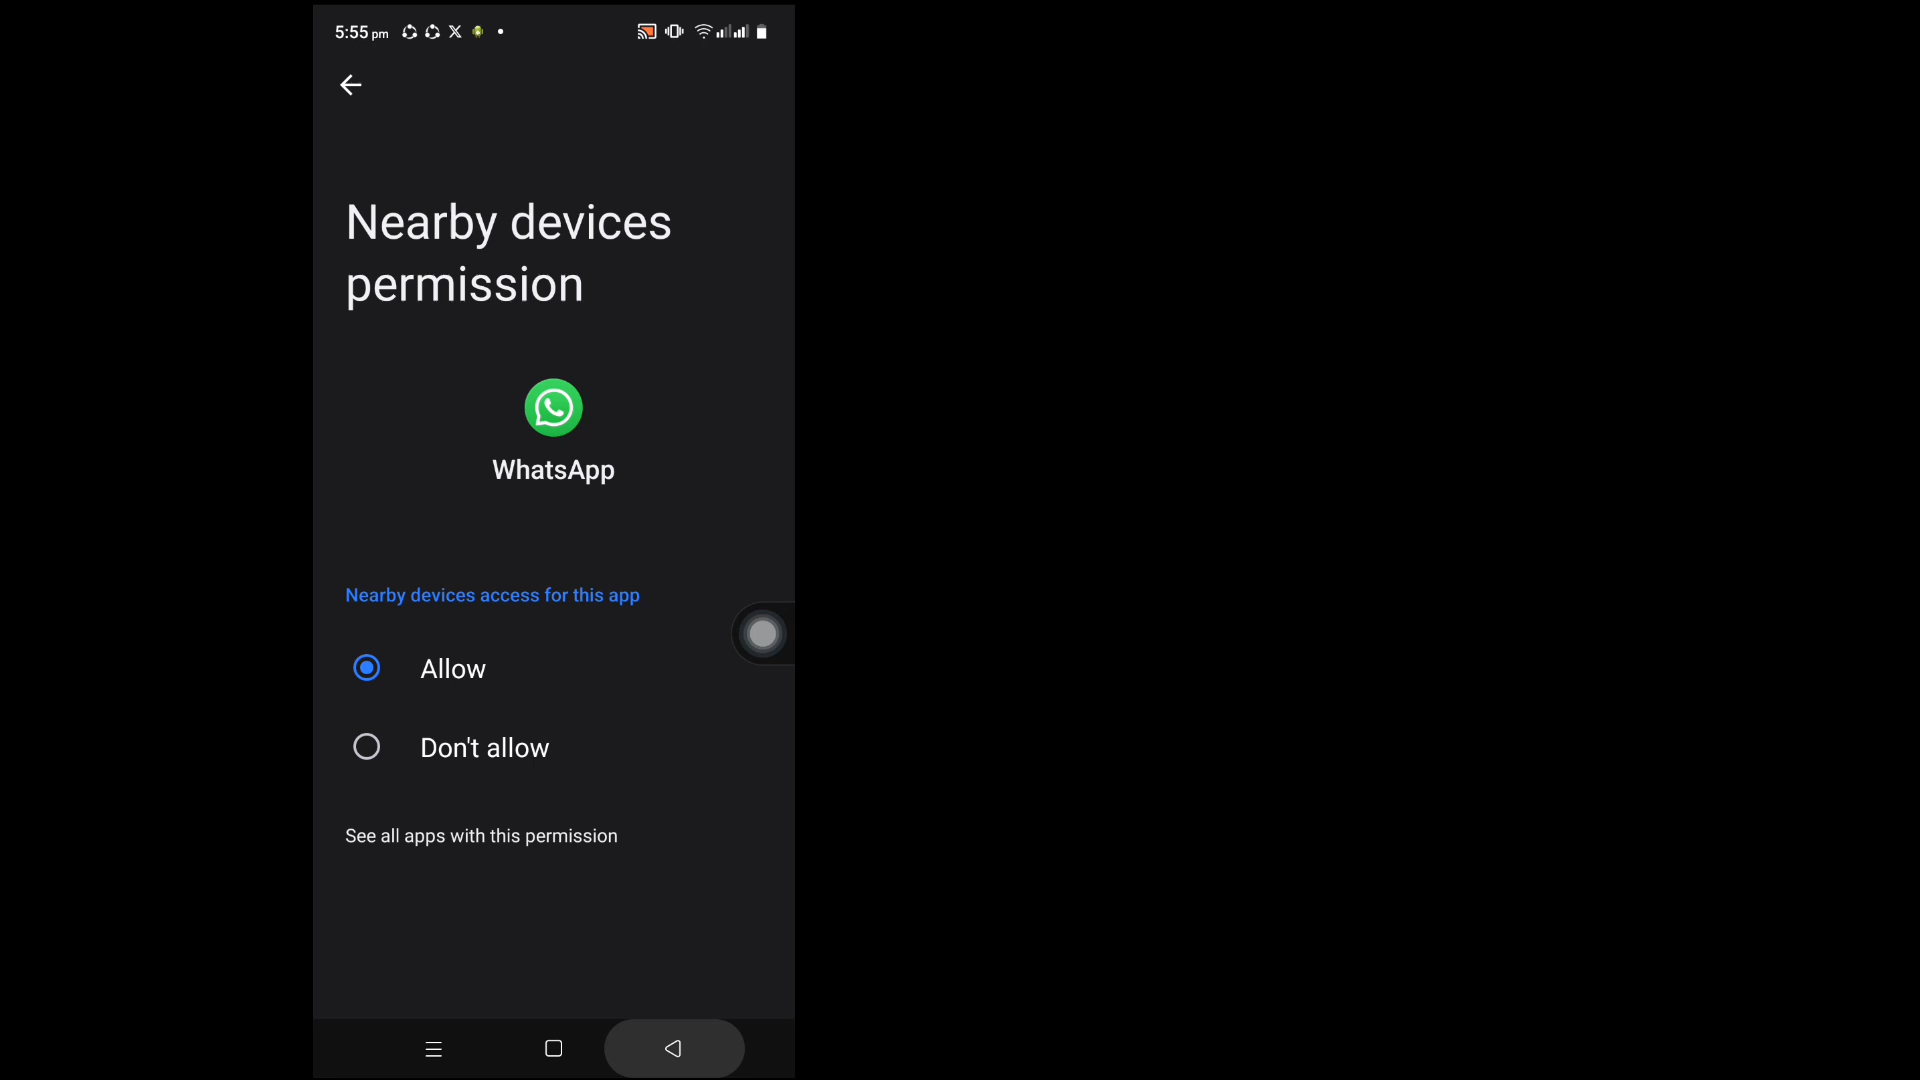 5:55 pm
Nearby devices
permission
WhatsApp
Nearby devices access for this app
Allow
Don't allow
See all apps with this permission